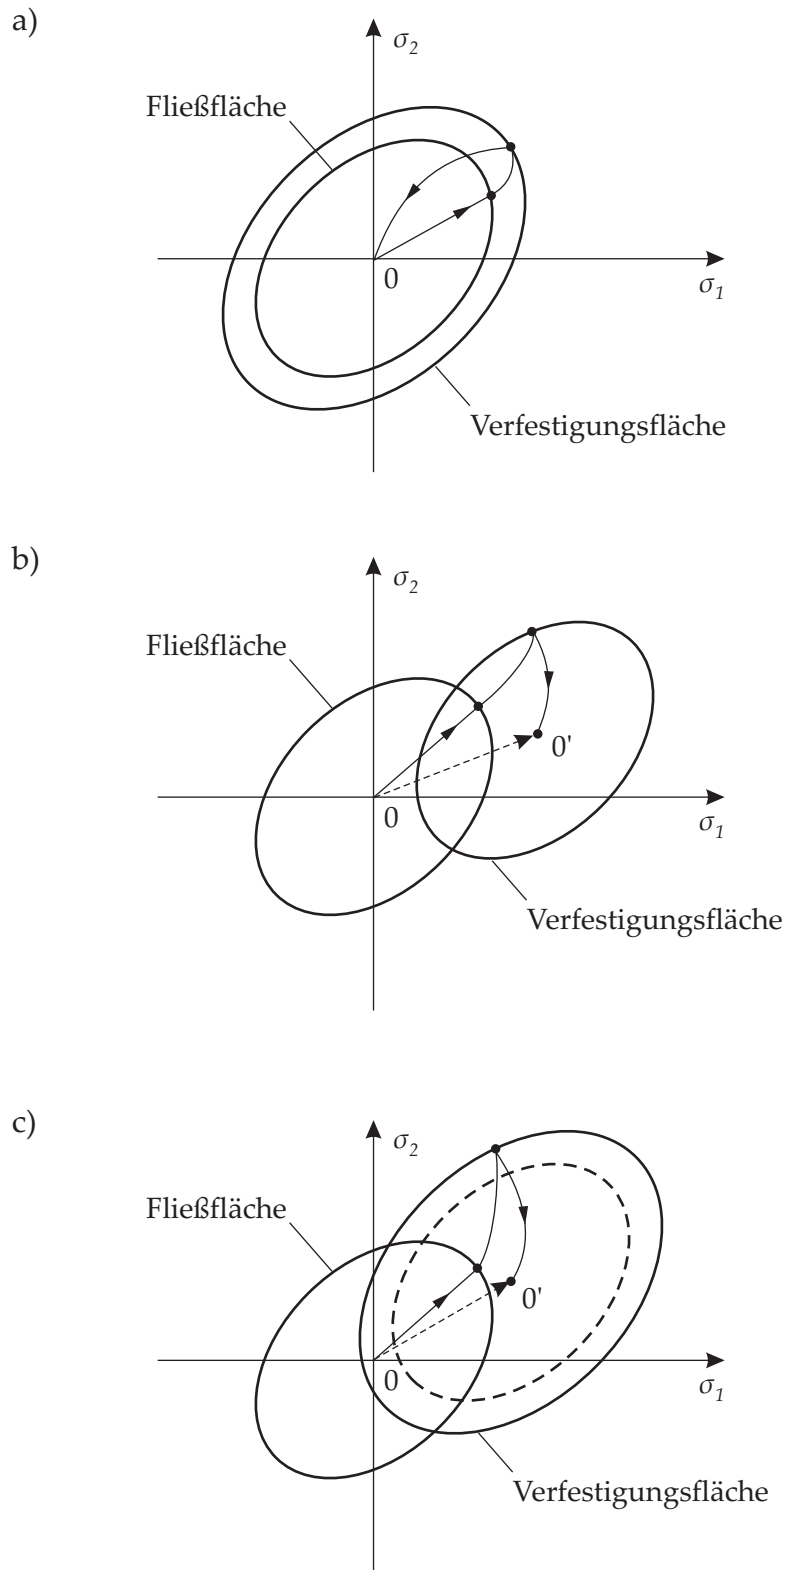 a)
σ2
Fließfläche
0
σ1
Verfestigungsfläche
b)
σ2
Fließfläche
0'
0
σ1
Verfestigungsfläche
c)
σ2
Fließfläche
0'
0
σ1
Verfestigungsfläche